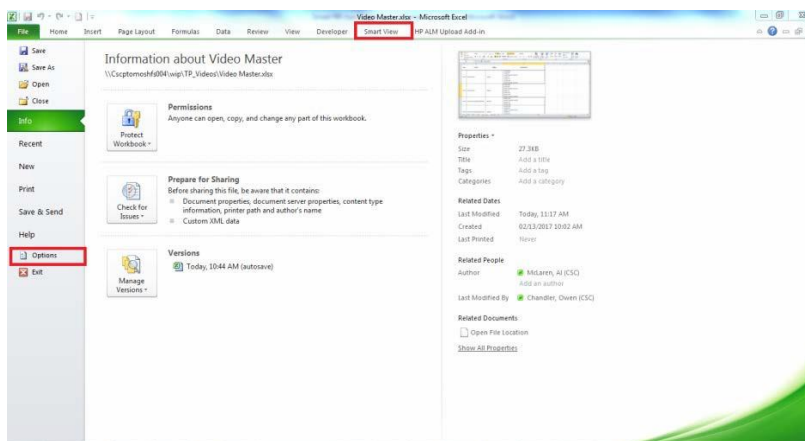 Video Master.xlsx - Microsoft Excel
File Home Insert Page Layout Formulas Data Review View Developer Smart View HP ALM Upload Add-in
Save
Save As
Open
Close
Info
Recent
New
Print
Save & Send
Help
Options
Exit
Information about Video Master
\\Cscptomoshfs004\wip\TP_Videos\Video Master.xlsx
Protect
Workbook
Permissions
Anyone can open, copy, and change any part of this workbook.
Check for
Issues
Prepare for Sharing
Before sharing this file, be aware that it contains:
Document properties, document server properties, content type
information, printer path and author's name
Custom XML data
Manage
Versions
Versions
Today, 10:44 AM (autosave)
Properties
Size 27.3KB
Title Add a title
Tags Add a tag
Categories Add a category
Related Dates
Last Modified Today, 11:17 AM
Created 02/13/2017 10:02 AM
Last Printed Never
Related People
Author McLaren, Al (CSC)
Add an author
Last Modified By Chandler, Owen (CSC)
Related Documents
Open File Location
Show All Properties